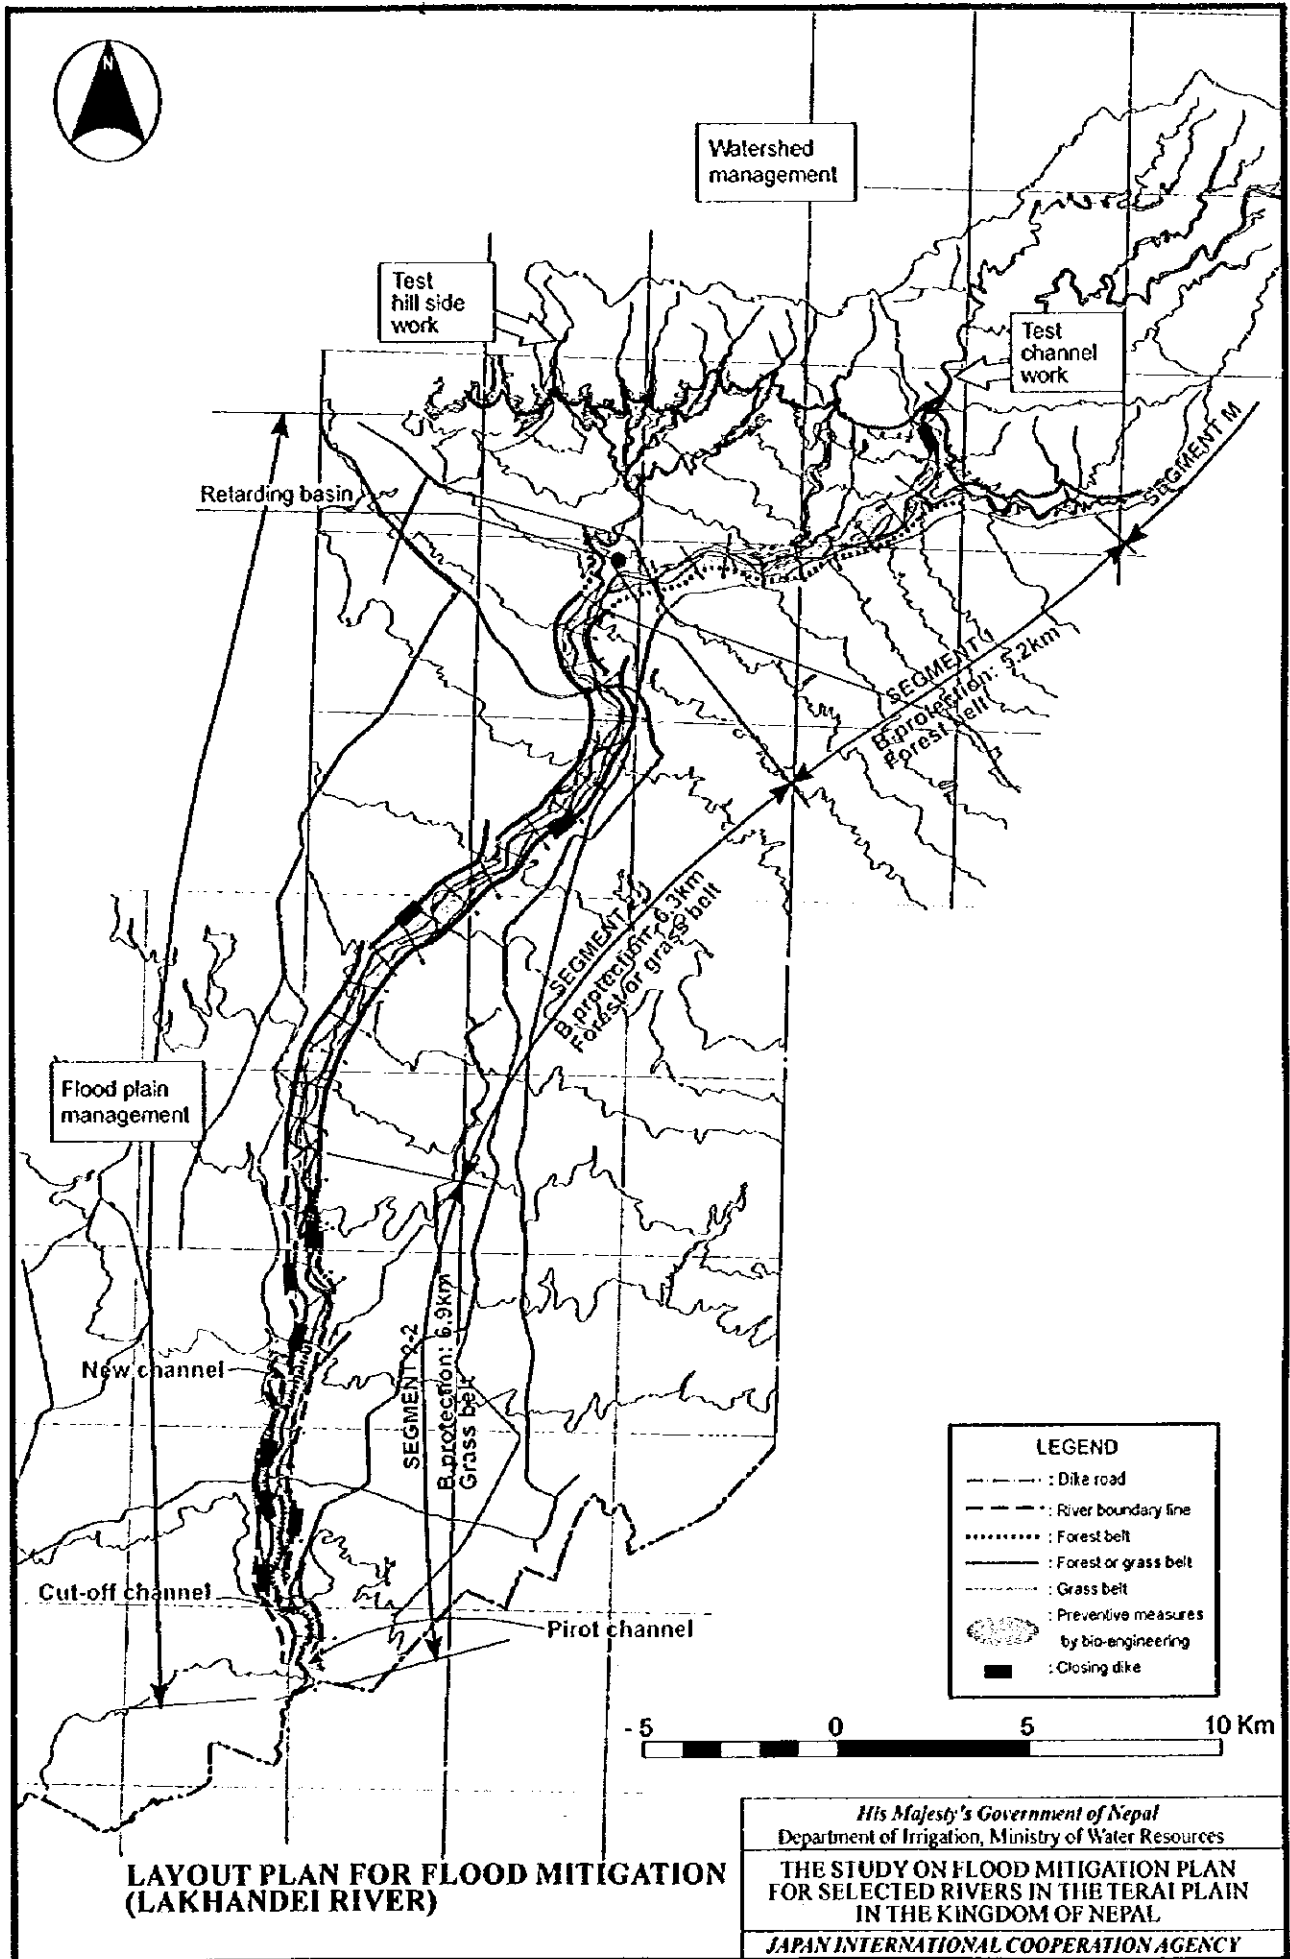 N
Watershed
management
Test
hill side
work
Test
channel
work
SEGMENT M
Retarding basin
SEGMENT 1
B.protection: 5.2km
Forest belt
SEGMENT 2-1
B.protection: 6.3km
Forest or grass belt
Flood plain
management
SEGMENT 2-2
B.protection: 6.9km
Grass belt
New channel
Cut-off channel
Pirot channel
LEGEND
: Dike road
: River boundary line
: Forest belt
: Forest or grass belt
: Grass belt
: Preventive measures
by bio-engineering
: Closing dike
- 5 0 5 10 Km
LAYOUT PLAN FOR FLOOD MITIGATION
(LAKHANDEI RIVER)
His Majesty's Government of Nepal
Department of Irrigation, Ministry of Water Resources
THE STUDY ON FLOOD MITIGATION PLAN
FOR SELECTED RIVERS IN THE TERAI PLAIN
IN THE KINGDOM OF NEPAL
JAPAN INTERNATIONAL COOPERATION AGENCY